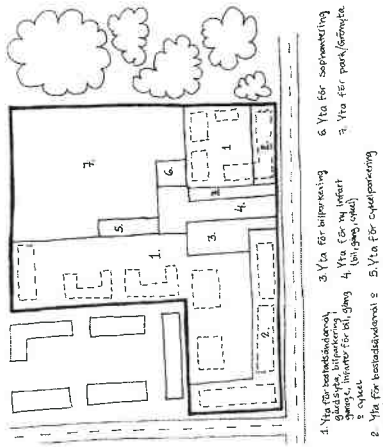 7.
6.
1
5.
4.
1.
3.
2.
1. Yta för bostadsändamål,
gårdsyta, bilparkering i
garage, infarter för bil, gång
& cykel
2 Yta för bostadsändamål &
3. Yta för bilparkering
4. Yta för ny infart
(bil, gång, cykel)
5. Yta för cykelparkering
6 Yta för sophantering
7. Yta för park/Grönyta